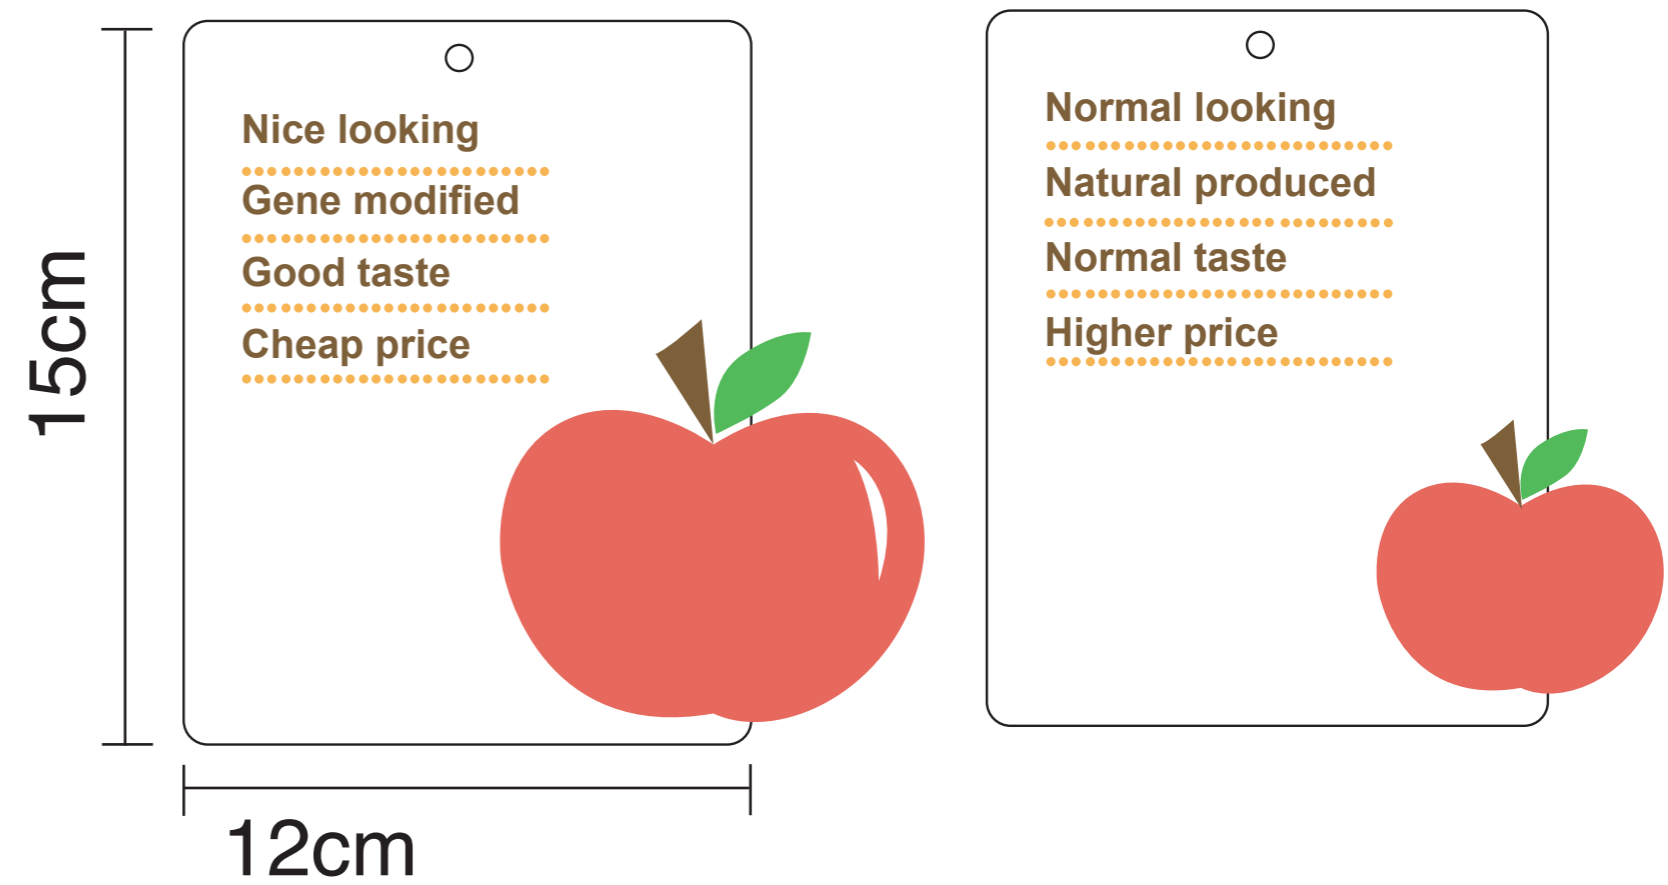 Nice looking
Gene modified
Good taste
Cheap price
15cm
12cm
Normal looking
Natural produced
Normal taste
Higher price